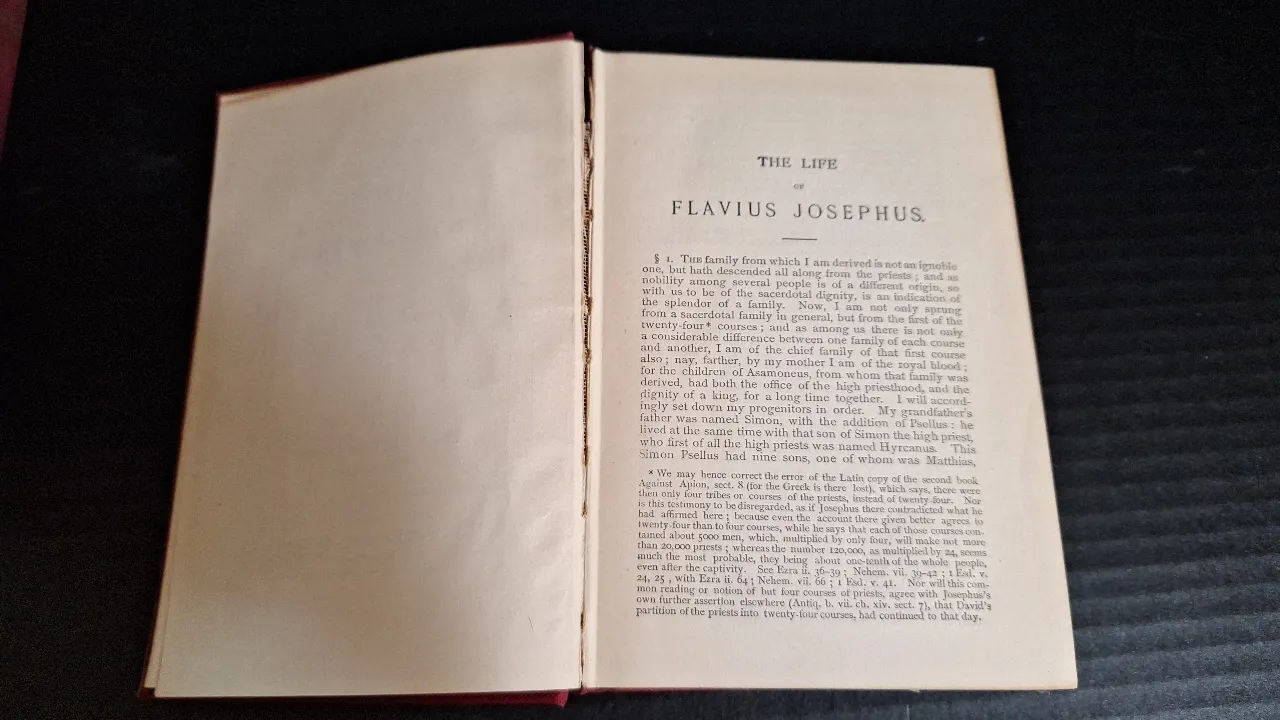 THE LIFE
OF
FLAVIUS JOSEPHUS.
§ 1. THE family from which I am derived is not an ignoble
one, but hath descended all along from the priests; and as
nobility among several people is of a different origin, so
with us to be of the sacerdotal dignity, is an indication of
the splendor of a family. Now, I am not only sprung
from a sacerdotal family in general, but from the first of the
twenty-four* courses; and as among us there is not only
a considerable difference between one family of each course
and another, I am of the chief family of that first course
also; nay, farther, by my mother I am of the royal blood;
for the children of Asamoneus, from whom that family was
derived, had both the office of the high priesthood, and the
dignity of a king, for a long time together. I will accord-
ingly set down my progenitors in order. My grandfather's
father was named Simon, with the addition of Psellus: he
lived at the same time with that son of Simon the high priest,
who first of all the high priests was named Hyrcanus. This
Simon Psellus had nine sons, one of whom was Matthias,
* We may hence correct the error of the Latin copy of the second book
Against Apion, sect. 8 (for the Greek is there lost), which says, there were
then only four tribes or courses of the priests, instead of twenty-four. Nor
is this testimony to be disregarded, as if Josephus there contradicted what he
had affirmed here; because even the account there given better agrees to
twenty-four than to four courses, while he says that each of those courses con-
tained about 5000 men, which, multiplied by only four, will make not more
than 20,000 priests; whereas the number 120,000, as multiplied by 24, seems
much the most probable, they being about one-tenth of the whole people,
even after the captivity. See Ezra ii. 36-39; Nehem. vii. 39-42; 1 Esd. v.
24, 25, with Ezra ii. 64; Nehem. vii. 66; 1 Esd. v. 41. Nor will this com-
mon reading or notion of but four courses of priests, agree with Josephus's
own further assertion elsewhere (Antiq. b. vii. ch. xiv. sect. 7), that David's
partition of the priests into twenty-four courses, had continued to that day.